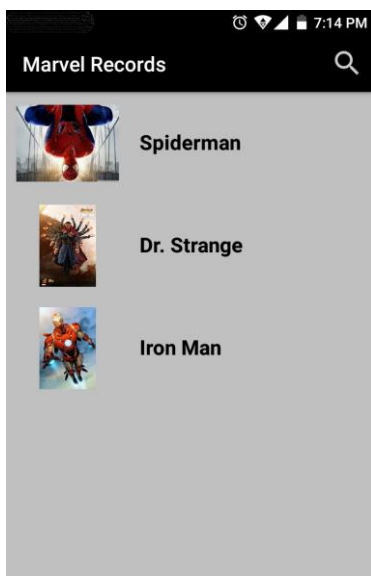 7:14 PM
Marvel Records
Spiderman
Dr. Strange
Iron Man